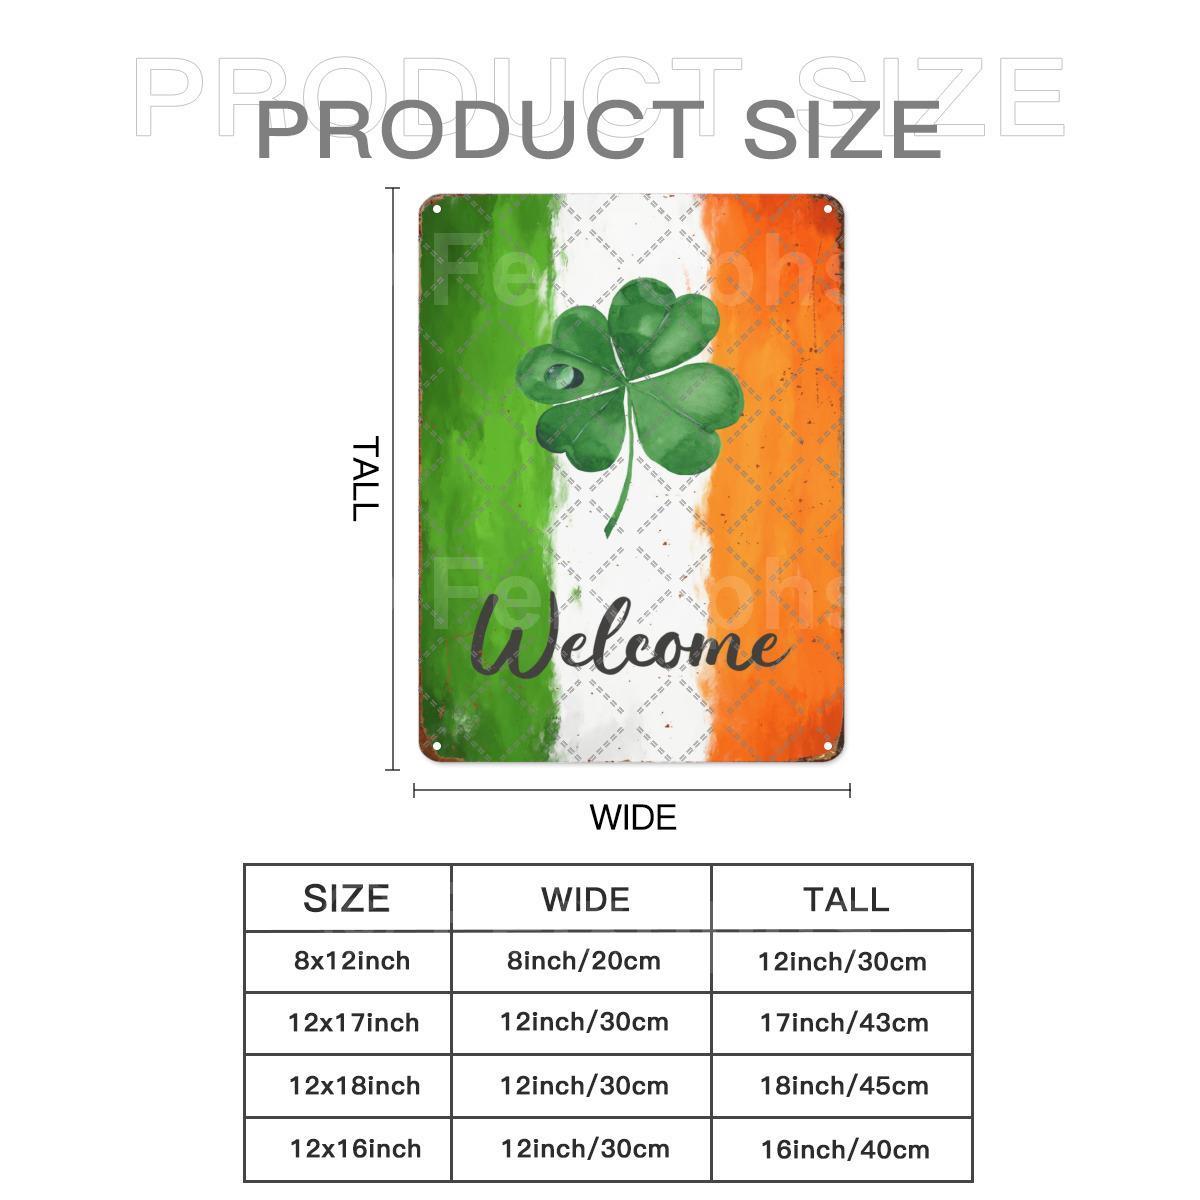 PRODUCT SIZE
PRODUCT SIZE
TALL
Welcome
WIDE
SIZE WIDE TALL
8x12inch 8inch/20cm 12inch/30cm
12x17inch 12inch/30cm 17inch/43cm
12x18inch 12inch/30cm 18inch/45cm
12x16inch 12inch/30cm 16inch/40cm